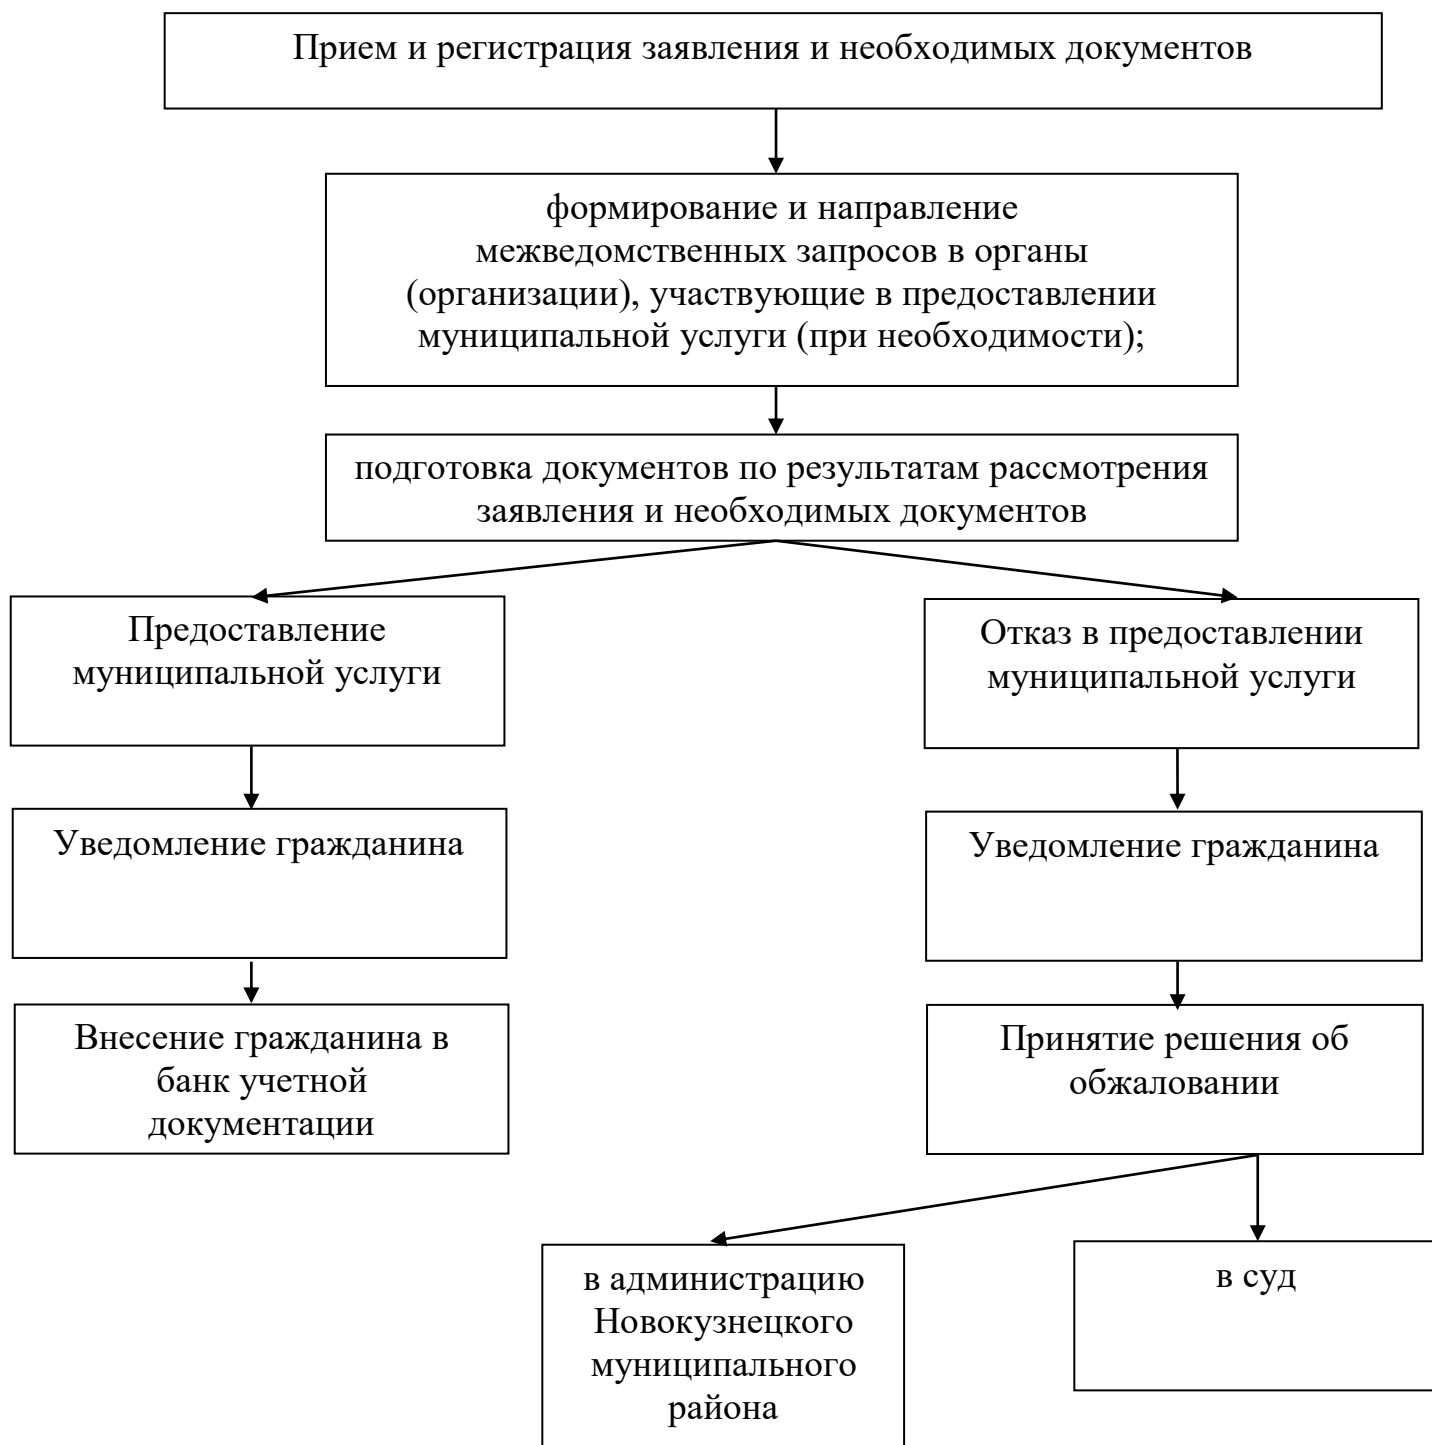 Прием и регистрация заявления и необходимых документов
формирование и направление
межведомственных запросов в органы
(организации), участвующие в предоставлении
муниципальной услуги (при необходимости);
подготовка документов по результатам рассмотрения
заявления и необходимых документов
Предоставление
муниципальной услуги
Отказ в предоставлении
муниципальной услуги
Уведомление гражданина
Уведомление гражданина
Внесение гражданина в
банк учетной
документации
Принятие решения об
обжаловании
в администрацию
Новокузнецкого
муниципального
района
в суд